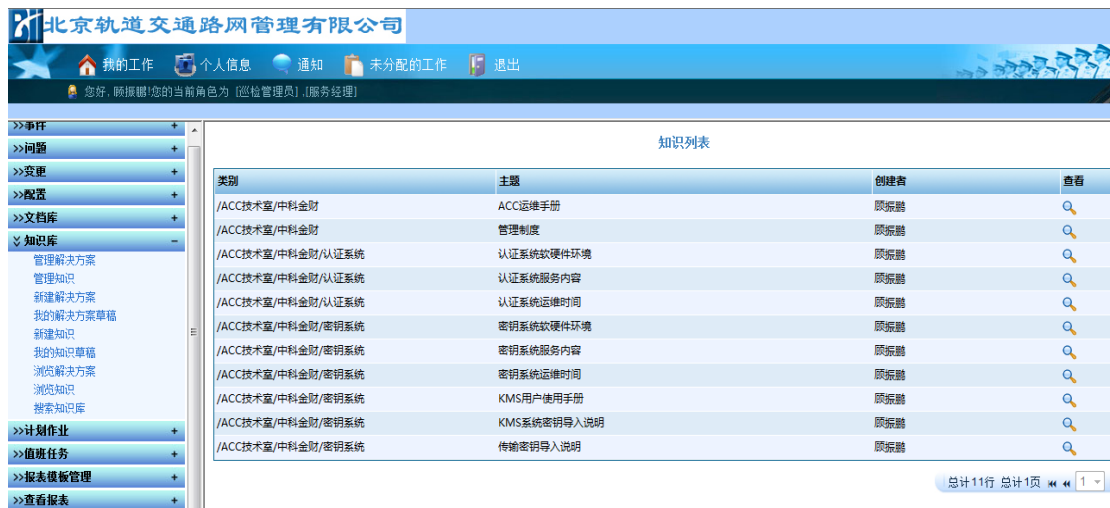 北京轨道交通路网管理有限公司
我的工作 个人信息 通知 未分配的工作 退出
您好, 顾振鹏!您的当前角色为 [巡检管理员] ,[服务经理]
>>事件 +
>>问题 +
>>变更 +
>>配置 +
>>文档库 +
知识库 -
管理解决方案
管理知识
新建解决方案
我的解决方案草稿
新建知识
我的知识草稿
浏览解决方案
浏览知识
搜索知识库
>>计划作业 +
>>值班任务 +
>>报表模板管理 +
>>查看报表 +
知识列表
类别 主题 创建者 查看
/ACC技术室/中科金财 ACC运维手册 顾振鹏
/ACC技术室/中科金财 管理制度 顾振鹏
/ACC技术室/中科金财/认证系统 认证系统软硬件环境 顾振鹏
/ACC技术室/中科金财/认证系统 认证系统服务内容 顾振鹏
/ACC技术室/中科金财/认证系统 认证系统运维时间 顾振鹏
/ACC技术室/中科金财/密钥系统 密钥系统软硬件环境 顾振鹏
/ACC技术室/中科金财/密钥系统 密钥系统服务内容 顾振鹏
/ACC技术室/中科金财/密钥系统 密钥系统运维时间 顾振鹏
/ACC技术室/中科金财/密钥系统 KMS用户使用手册 顾振鹏
/ACC技术室/中科金财/密钥系统 KMS系统密钥导入说明 顾振鹏
/ACC技术室/中科金财/密钥系统 传输密钥导入说明 顾振鹏
总计11行 总计1页 1